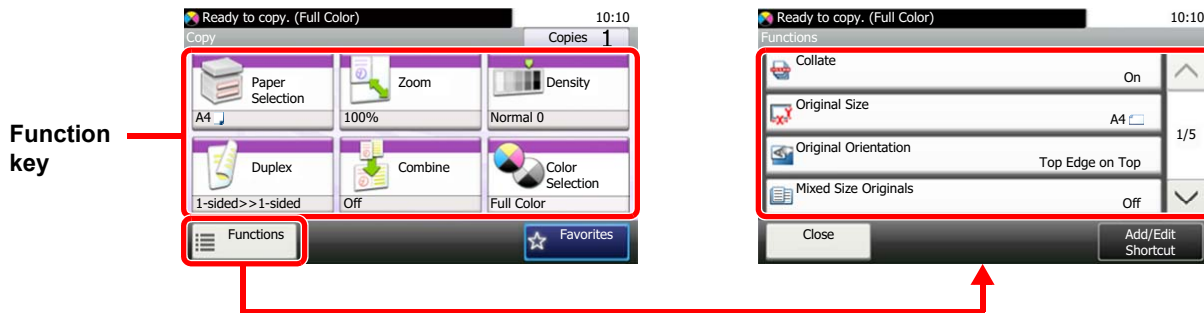 Function
key
Ready to copy. (Full Color)
10:10
Copy
Copies 1
Paper
Selection
A4
Zoom
100%
Density
Normal 0
Duplex
1-sided>>1-sided
Combine
Off
Color
Selection
Full Color
Functions
Favorites
Ready to copy. (Full Color)
10:10
Functions
Collate
On
Original Size
A4
1/5
Original Orientation
Top Edge on Top
Mixed Size Originals
Off
Close
Add/Edit
Shortcut